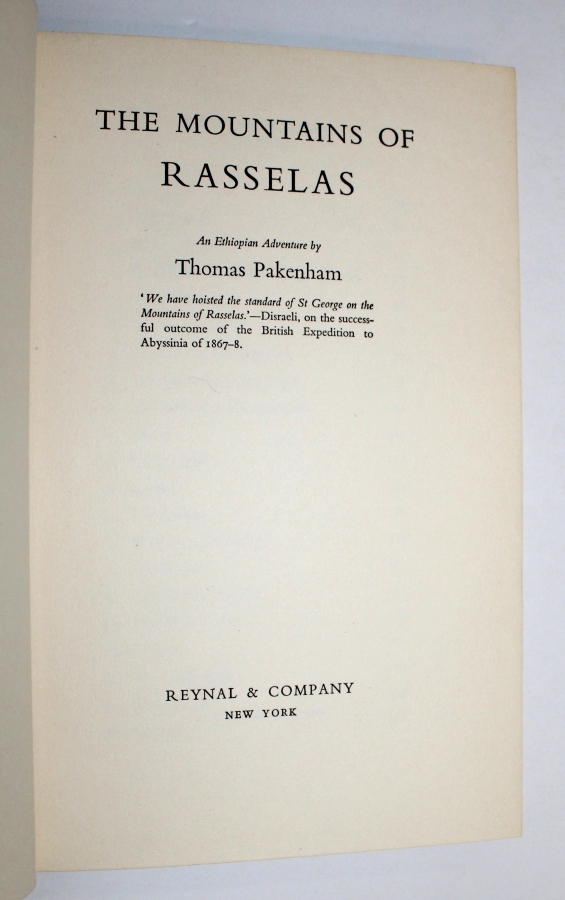 THE MOUNTAINS OF
RASSELAS
An Ethiopian Adventure by
Thomas Pakenham
‘We have hoisted the standard of St George on the
Mountains of Rasselas.’—Disraeli, on the success-
ful outcome of the British Expedition to
Abyssinia of 1867–8.
REYNAL & COMPANY
NEW YORK